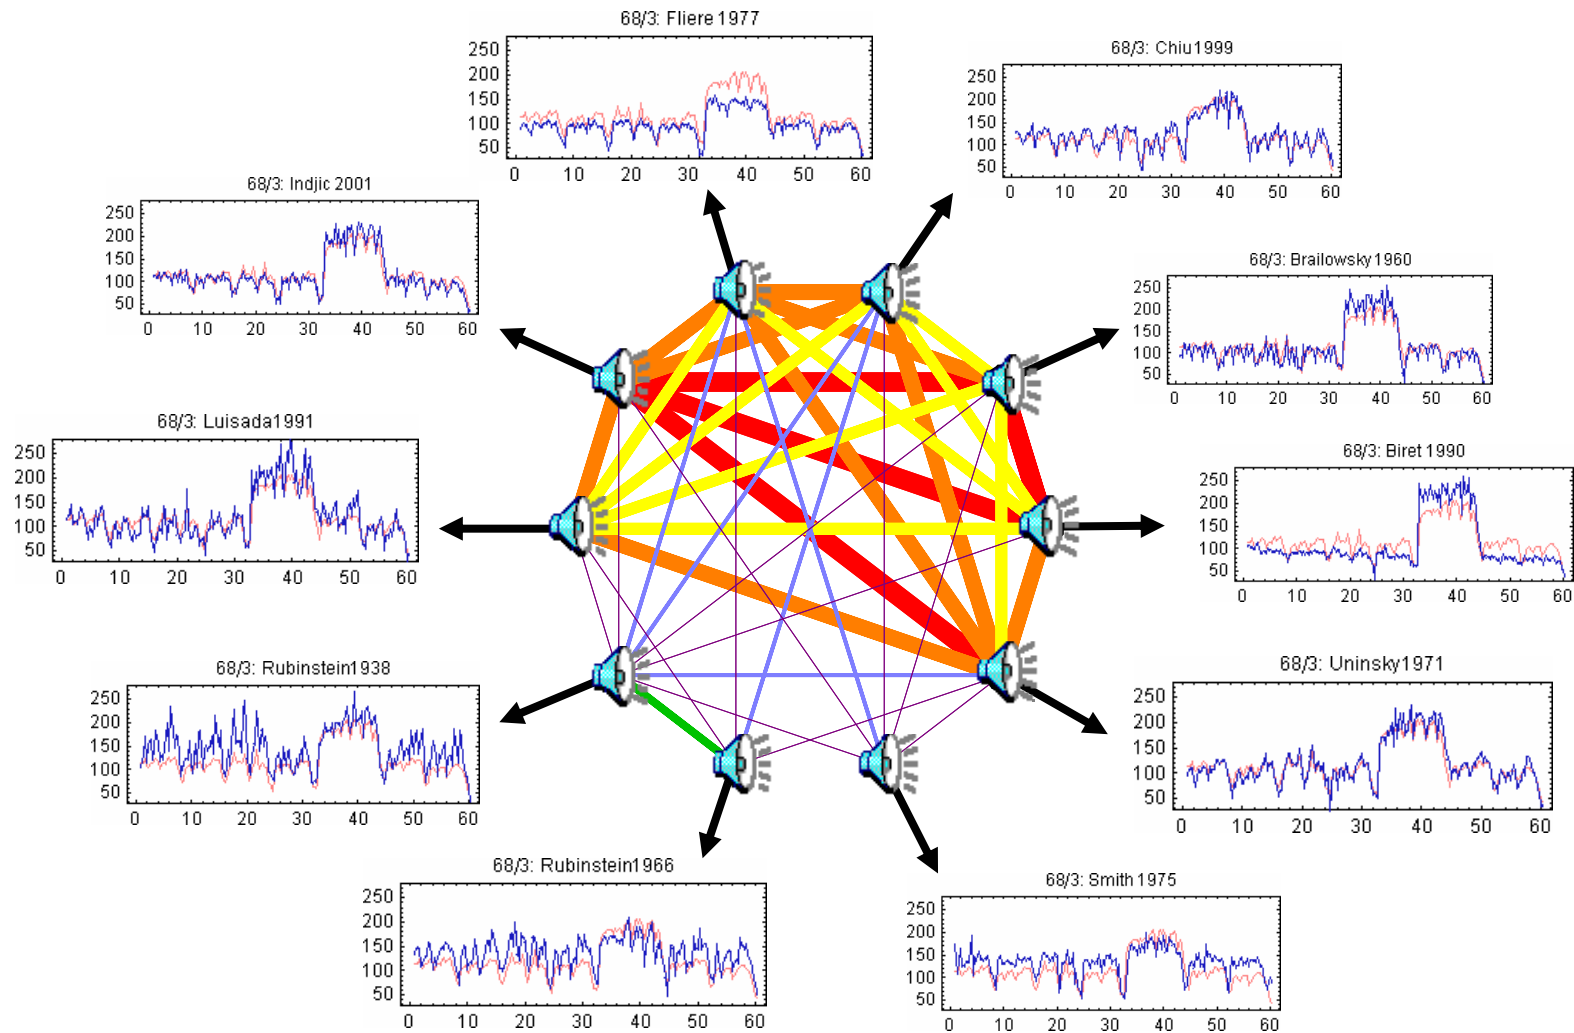 68/3: Fliere 1977
250
200
150
100
50
0 10 20 30 40 50 60
68/3: Chiu1999
250
200
150
100
50
0 10 20 30 40 50 60
68/3: Indjic 2001
250
200
150
100
50
0 10 20 30 40 50 60
68/3: Brailowsky1960
250
200
150
100
50
0 10 20 30 40 50 60
68/3: Luisada1991
250
200
150
100
50
0 10 20 30 40 50 60
68/3: Biret 1990
250
200
150
100
50
0 10 20 30 40 50 60
68/3: Rubinstein1938
250
200
150
100
50
0 10 20 30 40 50 60
68/3: Uninsky1971
250
200
150
100
50
0 10 20 30 40 50 60
68/3: Rubinstein1966
250
200
150
100
50
0 10 20 30 40 50 60
68/3: Smith 1975
250
200
150
100
50
0 10 20 30 40 50 60